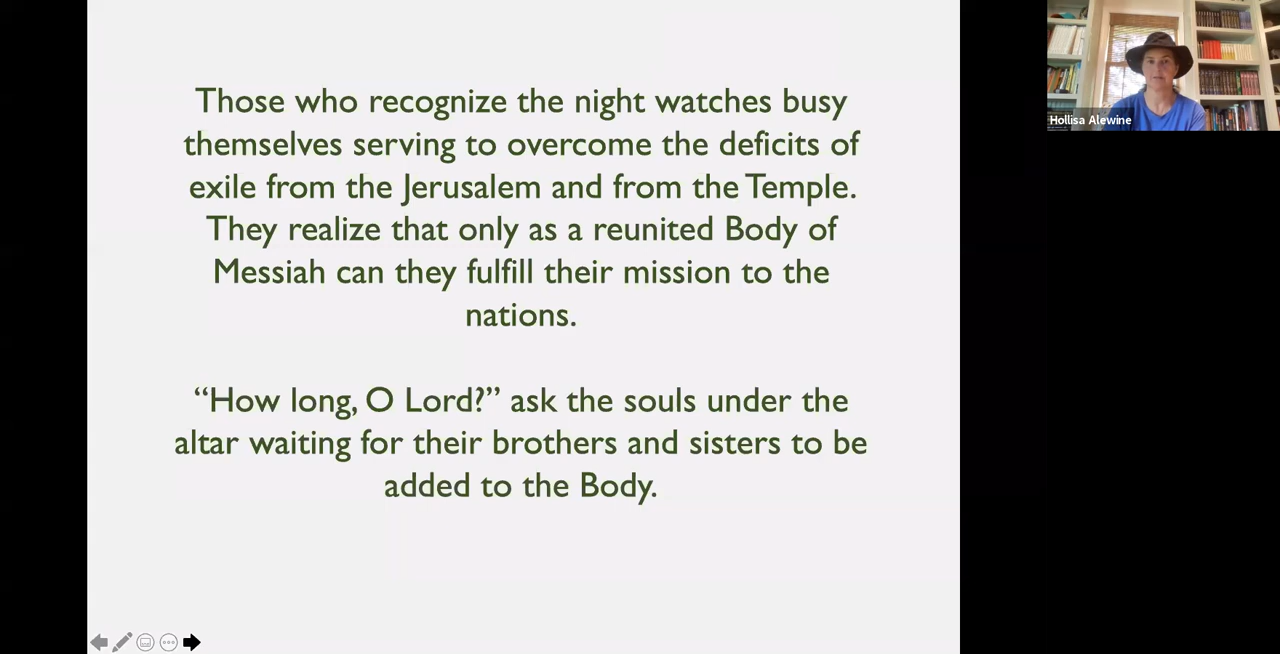 Those who recognize the night watches busy
themselves serving to overcome the deficits of
exile from the Jerusalem and from the Temple.
They realize that only as a reunited Body of
Messiah can they fulfill their mission to the
nations.
“How long, O Lord?” ask the souls under the
altar waiting for their brothers and sisters to be
added to the Body.
Hollisa Alewine